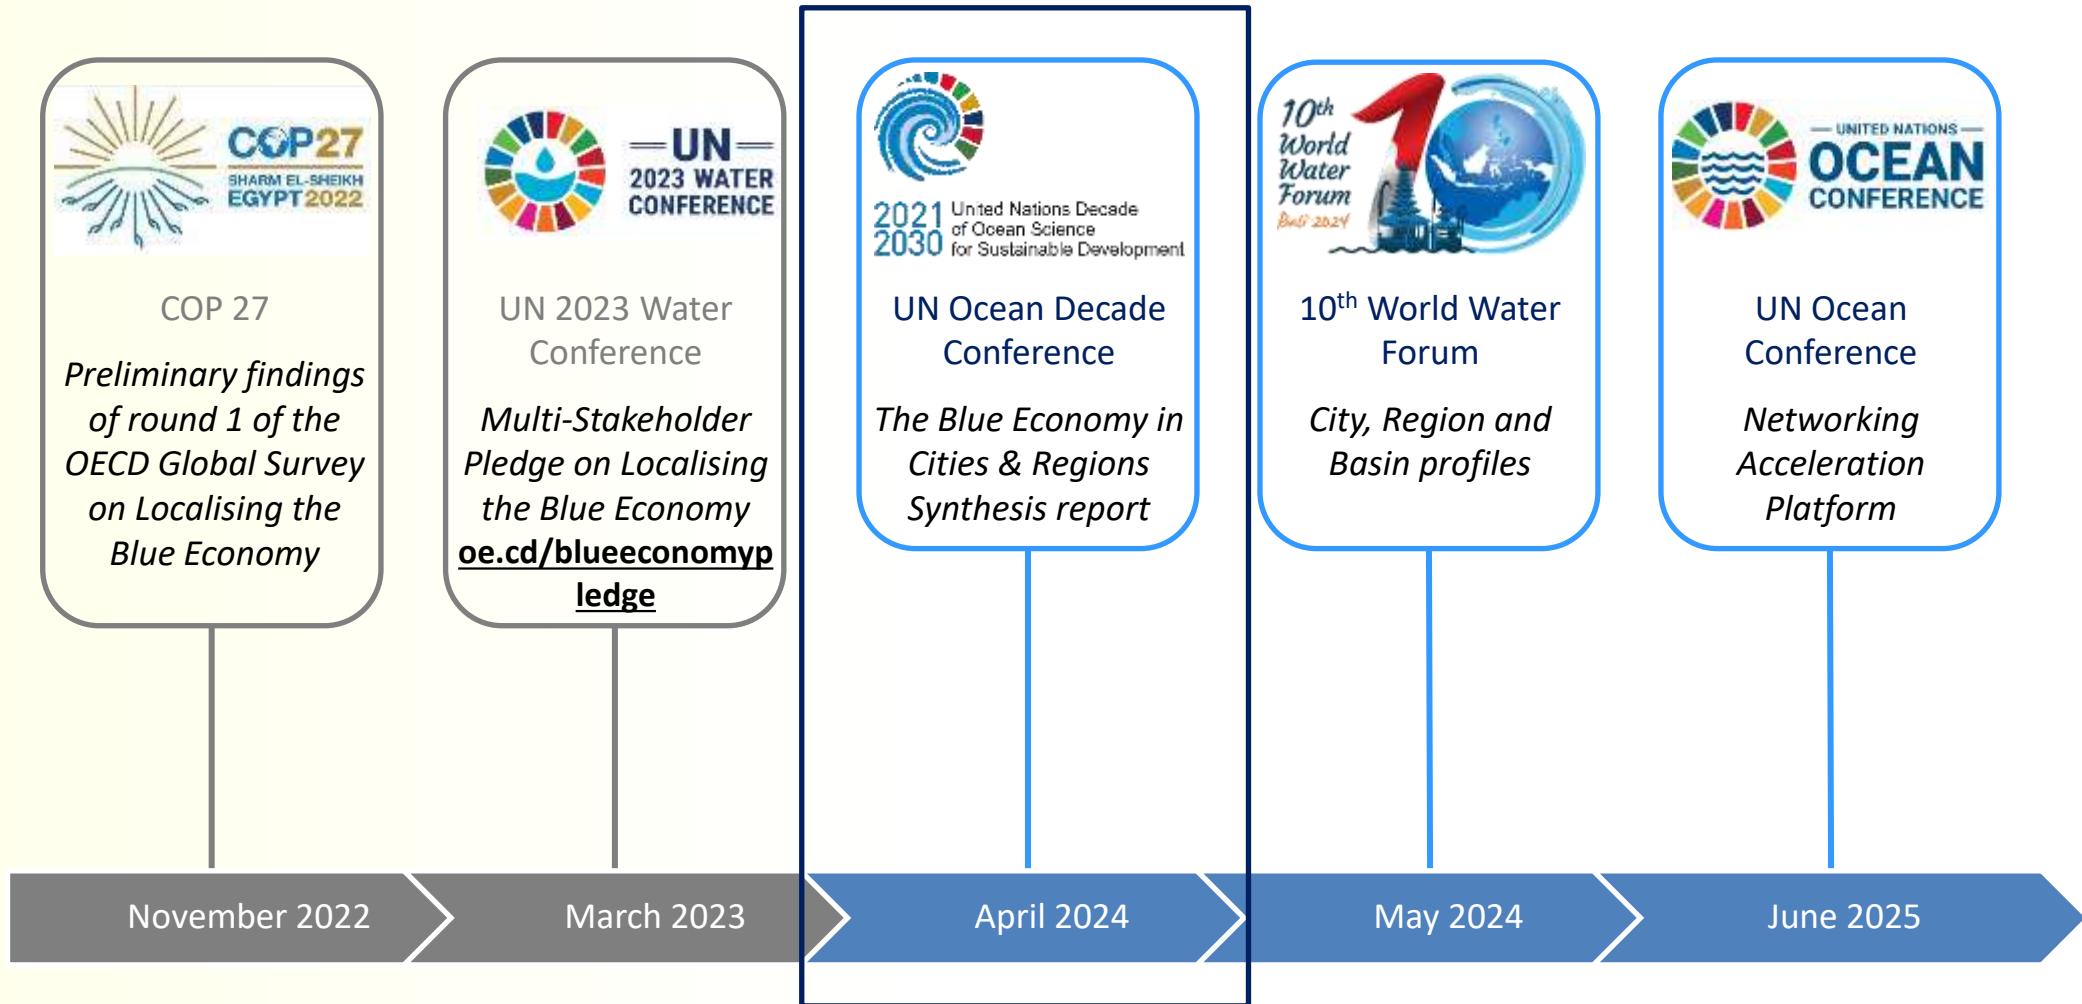 COP27
SHARM EL-SHEIKH
EGYPT 2022
COP 27
Preliminary findings
of round 1 of the
OECD Global Survey
on Localising the
Blue Economy
UN
2023 WATER
CONFERENCE
UN 2023 Water
Conference
Multi-Stakeholder
Pledge on Localising
the Blue Economy
oe.cd/blueeconomyp
ledge
2021
2030
United Nations Decade
of Ocean Science
for Sustainable Development
UN Ocean Decade
Conference
The Blue Economy in
Cities & Regions
Synthesis report
10th
World
Water
Forum
Bali 2024
10
10th World Water
Forum
City, Region and
Basin profiles
UNITED NATIONS
OCEAN
CONFERENCE
UN Ocean
Conference
Networking
Acceleration
Platform
November 2022
March 2023
April 2024
May 2024
June 2025